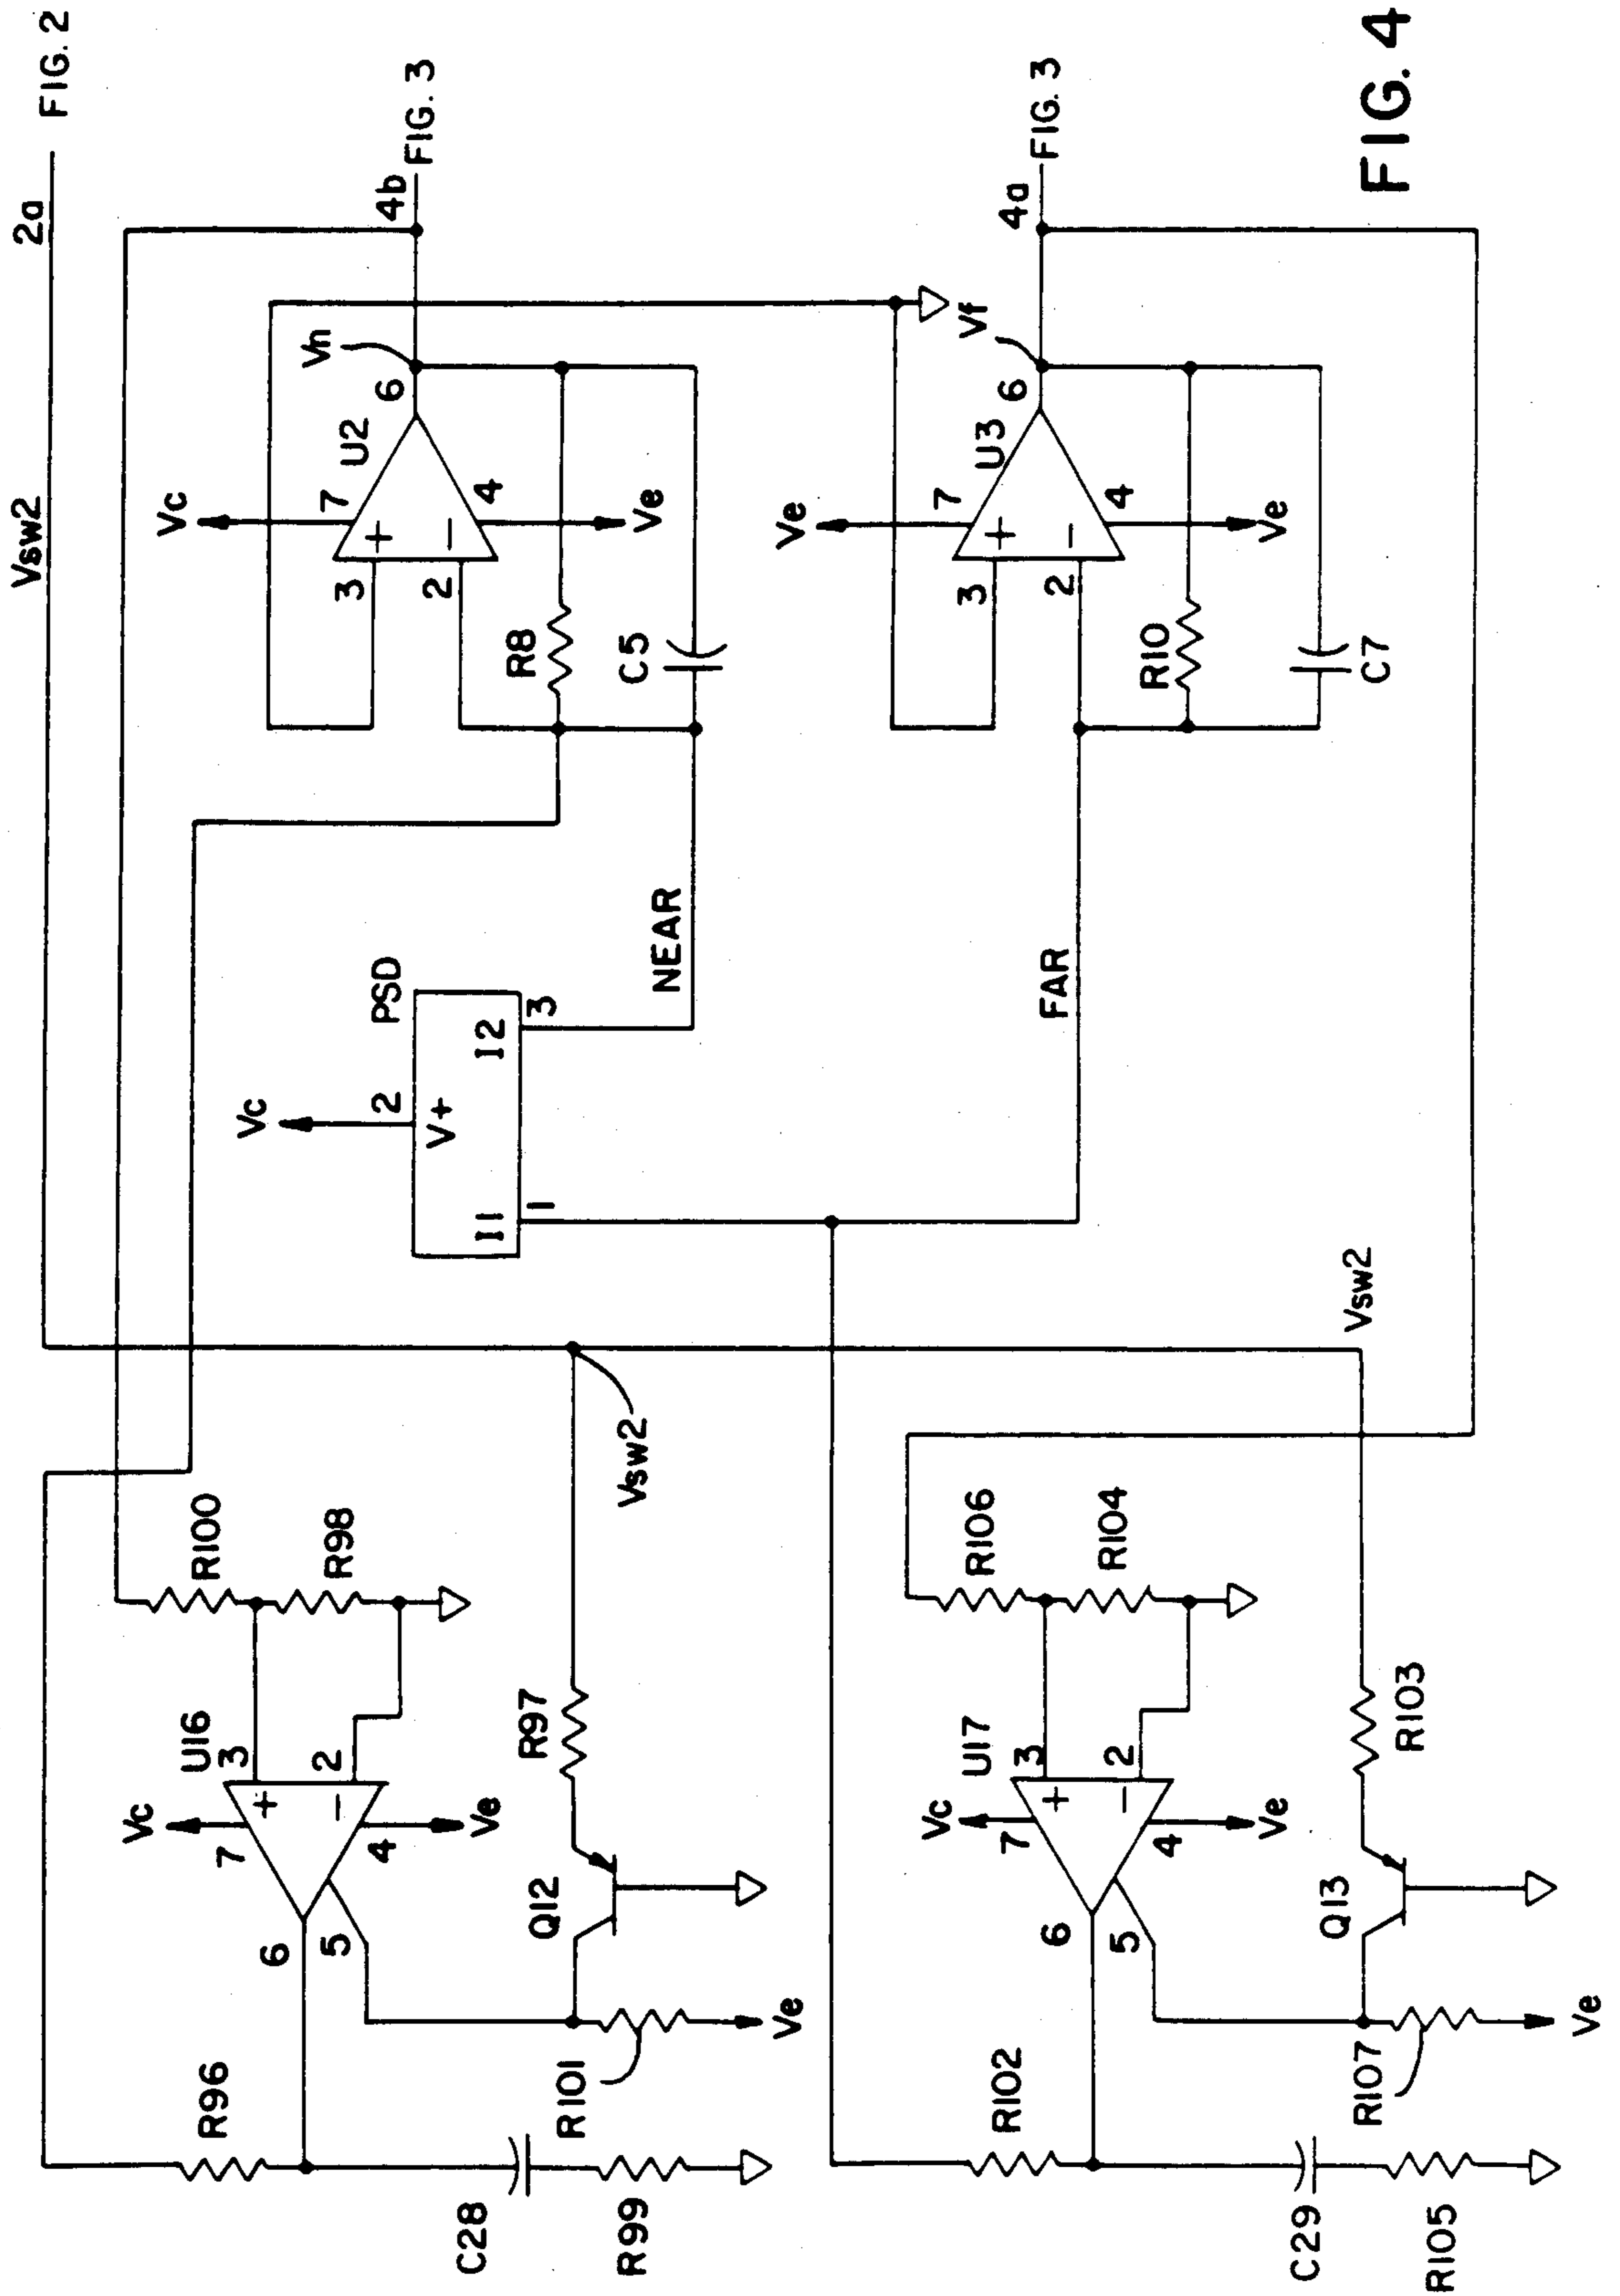 FIG. 2
2a
Vsw2
FIG. 3
4b
Vn
6
U2
Vc
7
+
-
4
Ve
3
2
R8
C5
NEAR
PSD
Vc
2
V+
I2
3
I1
1
FIG. 3
4a
Vf
6
U3
Ve
7
+
-
4
Ve
3
2
R10
C7
FAR
Vsw2
Vsw2
R100
R98
U16
3
2
Vc
7
+
-
4
Ve
6
5
R97
Q12
R101
Ve
R96
C28
R99
R106
R104
U17
3
2
Vc
7
+
-
4
Ve
6
5
R103
Q13
R107
Ve
R102
C29
R105
FIG. 4